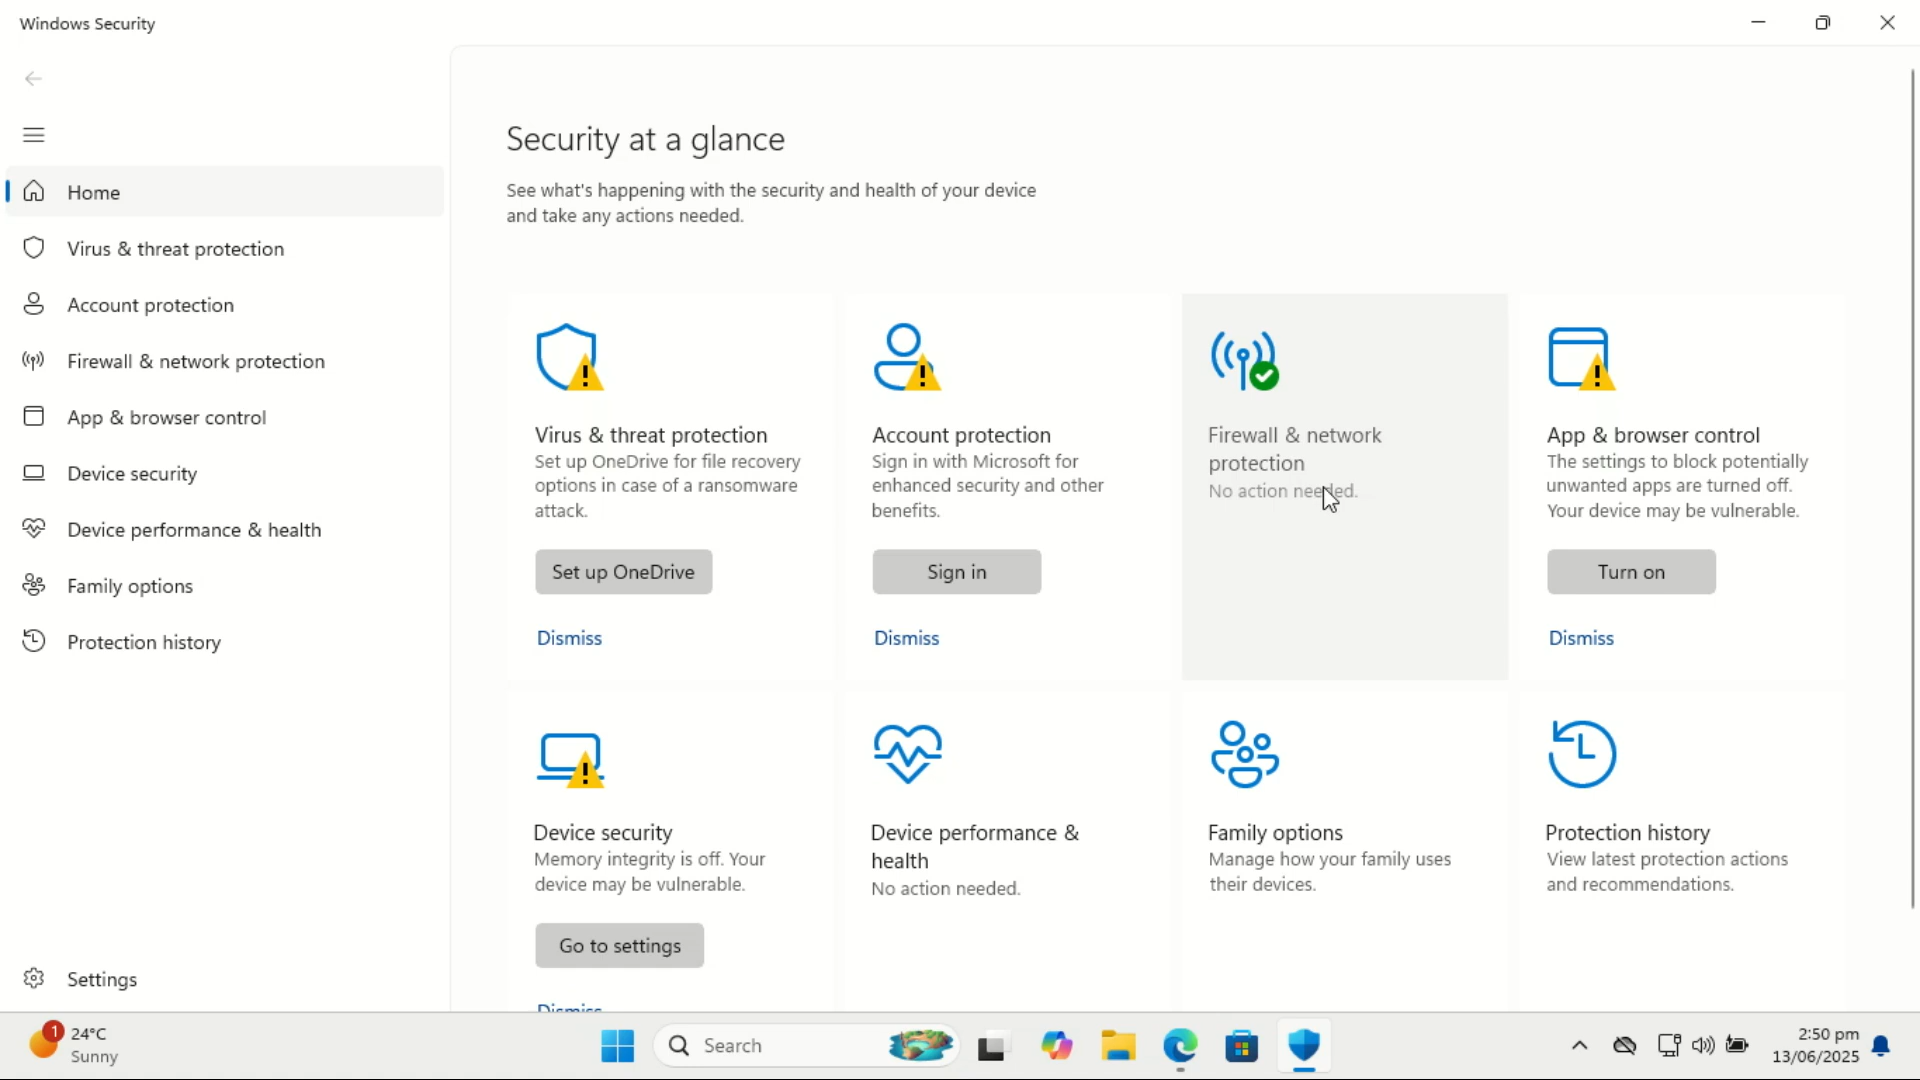 Windows Security
Home
Virus & threat protection
Account protection
Firewall & network protection
App & browser control
Device security
Device performance & health
Family options
Protection history
Settings
Security at a glance
See what's happening with the security and health of your device
and take any actions needed.
Virus & threat protection
Set up OneDrive for file recovery
options in case of a ransomware
attack.
Set up OneDrive
Dismiss
Account protection
Sign in with Microsoft for
enhanced security and other
benefits.
Sign in
Dismiss
Firewall & network
protection
No action needed.
App & browser control
The settings to block potentially
unwanted apps are turned off.
Your device may be vulnerable.
Turn on
Dismiss
Device security
Memory integrity is off. Your
device may be vulnerable.
Go to settings
Dismiss
Device performance &
health
No action needed.
Family options
Manage how your family uses
their devices.
Protection history
View latest protection actions
and recommendations.
1
24°C
Sunny
Search
2:50 pm
13/06/2025